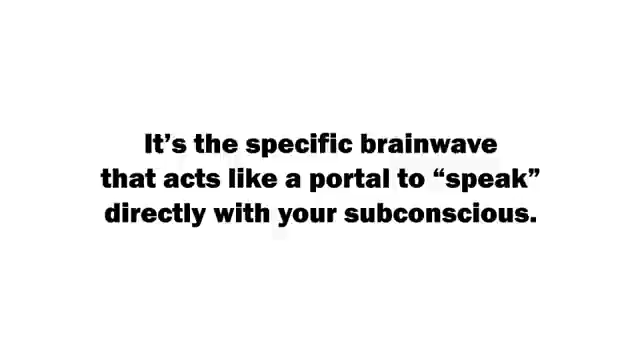 It’s the specific brainwave
that acts like a portal to “speak”
directly with your subconscious.